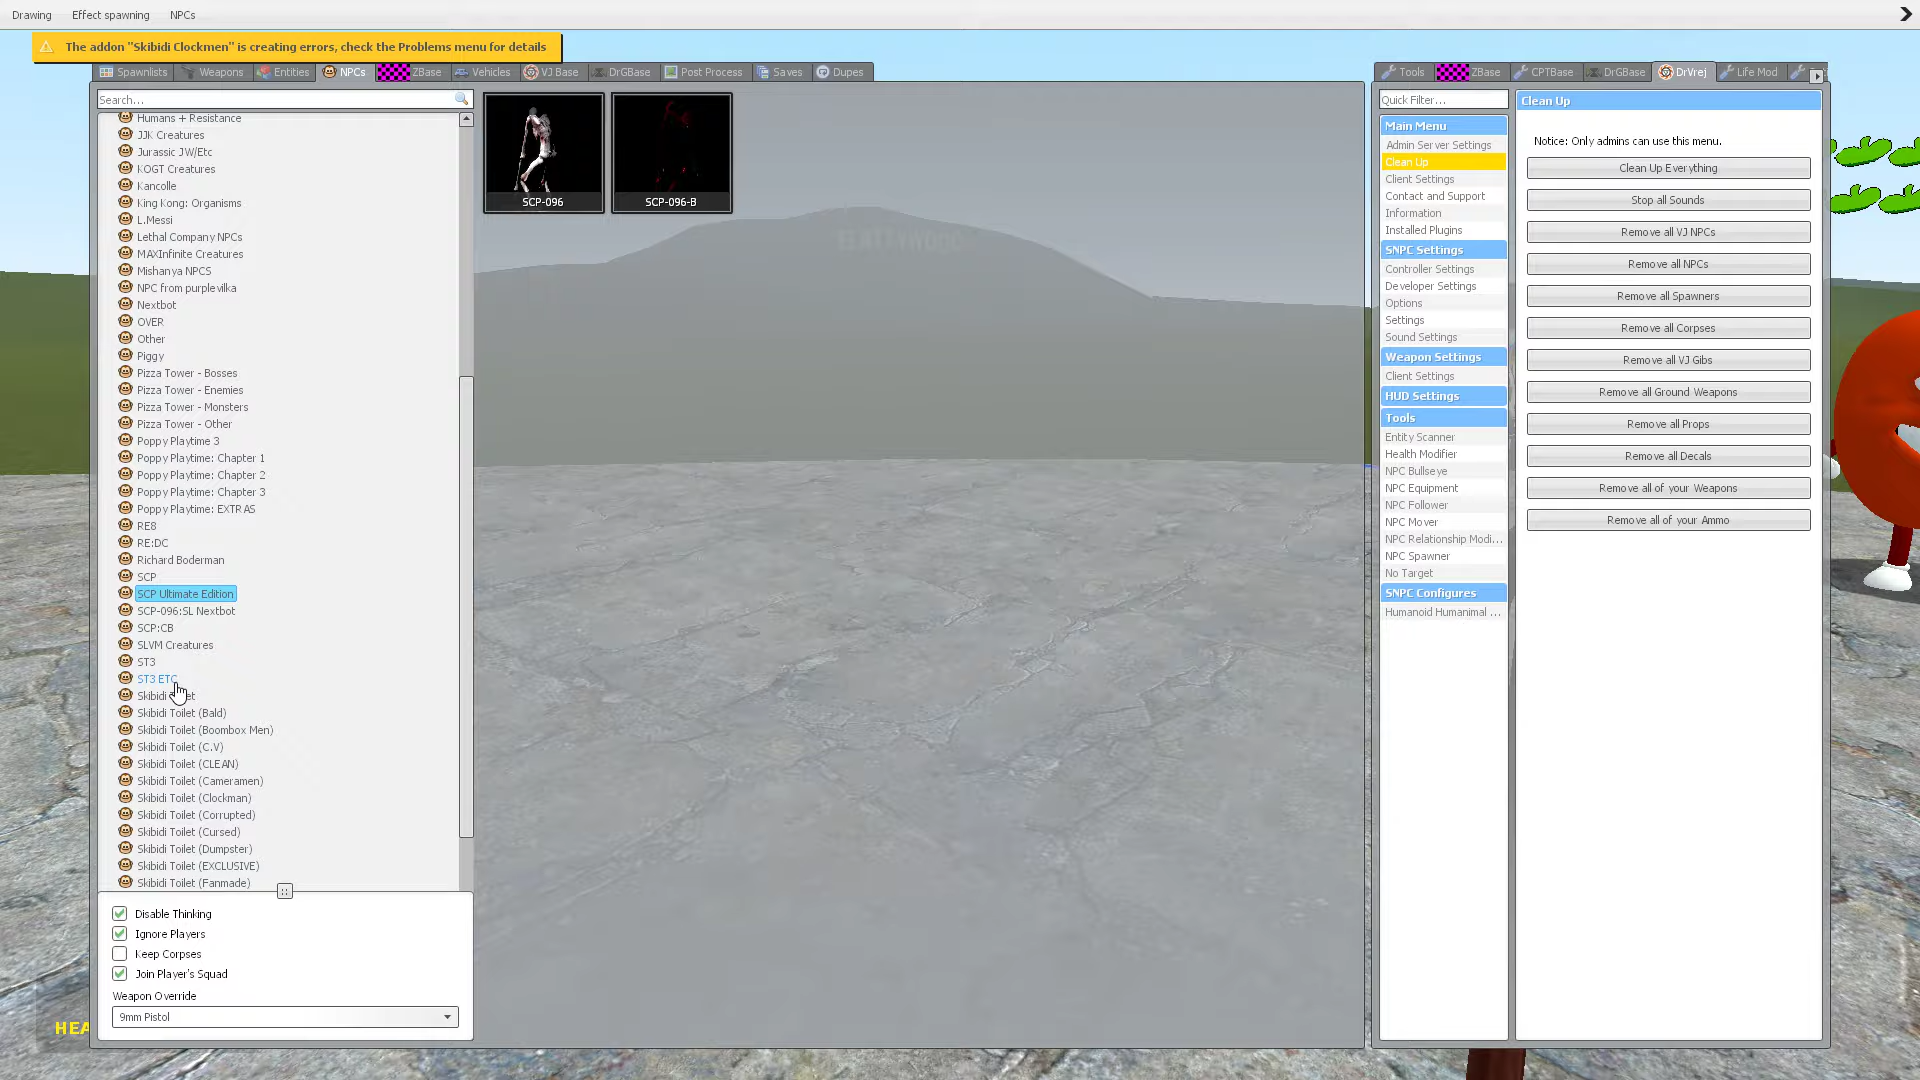 Drawing Effect spawning NPCs
The addon "Skibidi Clockmen" is creating errors, check the Problems menu for details
Spawnlists Weapons Entities NPCs ZBase Vehicles VJ Base DrGBase Post Process Saves Dupes
Search...
Humans + Resistance
JJK Creatures
Jurassic JW/Etc
KOGT Creatures
Kancolle
King Kong: Organisms
L.Messi
Lethal Company NPCs
MAXInfinite Creatures
Mishanya NPCS
NPC from purplevilka
Nextbot
OVER
Other
Piggy
Pizza Tower - Bosses
Pizza Tower - Enemies
Pizza Tower - Monsters
Pizza Tower - Other
Poppy Playtime 3
Poppy Playtime: Chapter 1
Poppy Playtime: Chapter 2
Poppy Playtime: Chapter 3
Poppy Playtime: EXTRAS
RE8
RE:DC
Richard Boderman
SCP
SCP Ultimate Edition
SCP-096:SL Nextbot
SCP:CB
SLVM Creatures
ST3
ST3 ETC
Skibidi
Skibidi Toilet (Bald)
Skibidi Toilet (Boombox Men)
Skibidi Toilet (C.V)
Skibidi Toilet (CLEAN)
Skibidi Toilet (Cameramen)
Skibidi Toilet (Clockman)
Skibidi Toilet (Corrupted)
Skibidi Toilet (Cursed)
Skibidi Toilet (Dumpster)
Skibidi Toilet (EXCLUSIVE)
Skibidi Toilet (Fanmade)
Disable Thinking
Ignore Players
Keep Corpses
Join Player's Squad
Weapon Override
9mm Pistol
HEA
SCP-096 SCP-096-B
Tools ZBase CPTBase DrGBase DrVrej Life Mod
Quick Filter...
Main Menu
Admin Server Settings
Clean Up
Client Settings
Contact and Support
Information
Installed Plugins
SNPC Settings
Controller Settings
Developer Settings
Options
Settings
Sound Settings
Weapon Settings
Client Settings
HUD Settings
Tools
Entity Scanner
Health Modifier
NPC Bullseye
NPC Equipment
NPC Follower
NPC Mover
NPC Relationship Modi...
NPC Spawner
No Target
SNPC Configures
Humanoid Humanimal ...
Clean Up
Notice: Only admins can use this menu.
Clean Up Everything
Stop all Sounds
Remove all VJ NPCs
Remove all NPCs
Remove all Spawners
Remove all Corpses
Remove all VJ Gibs
Remove all Ground Weapons
Remove all Props
Remove all Decals
Remove all of your Weapons
Remove all of your Ammo